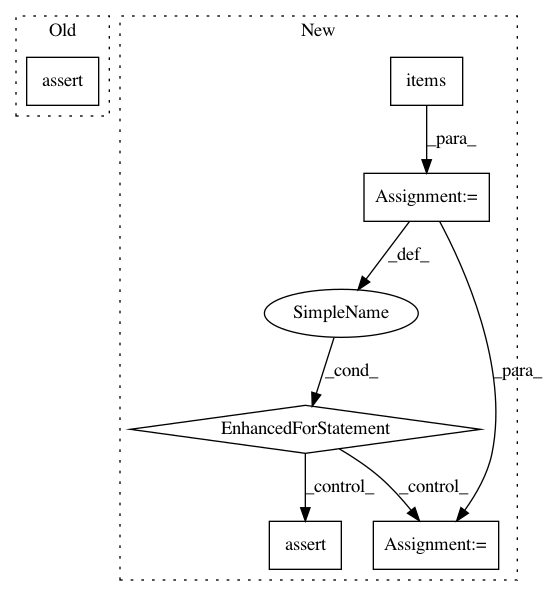 Old
New
assert
items
_para_
Assignment:=
_def_
SimpleName
_cond_
_para_
EnhancedForStatement
_control_
_control_
assert
Assignment:=